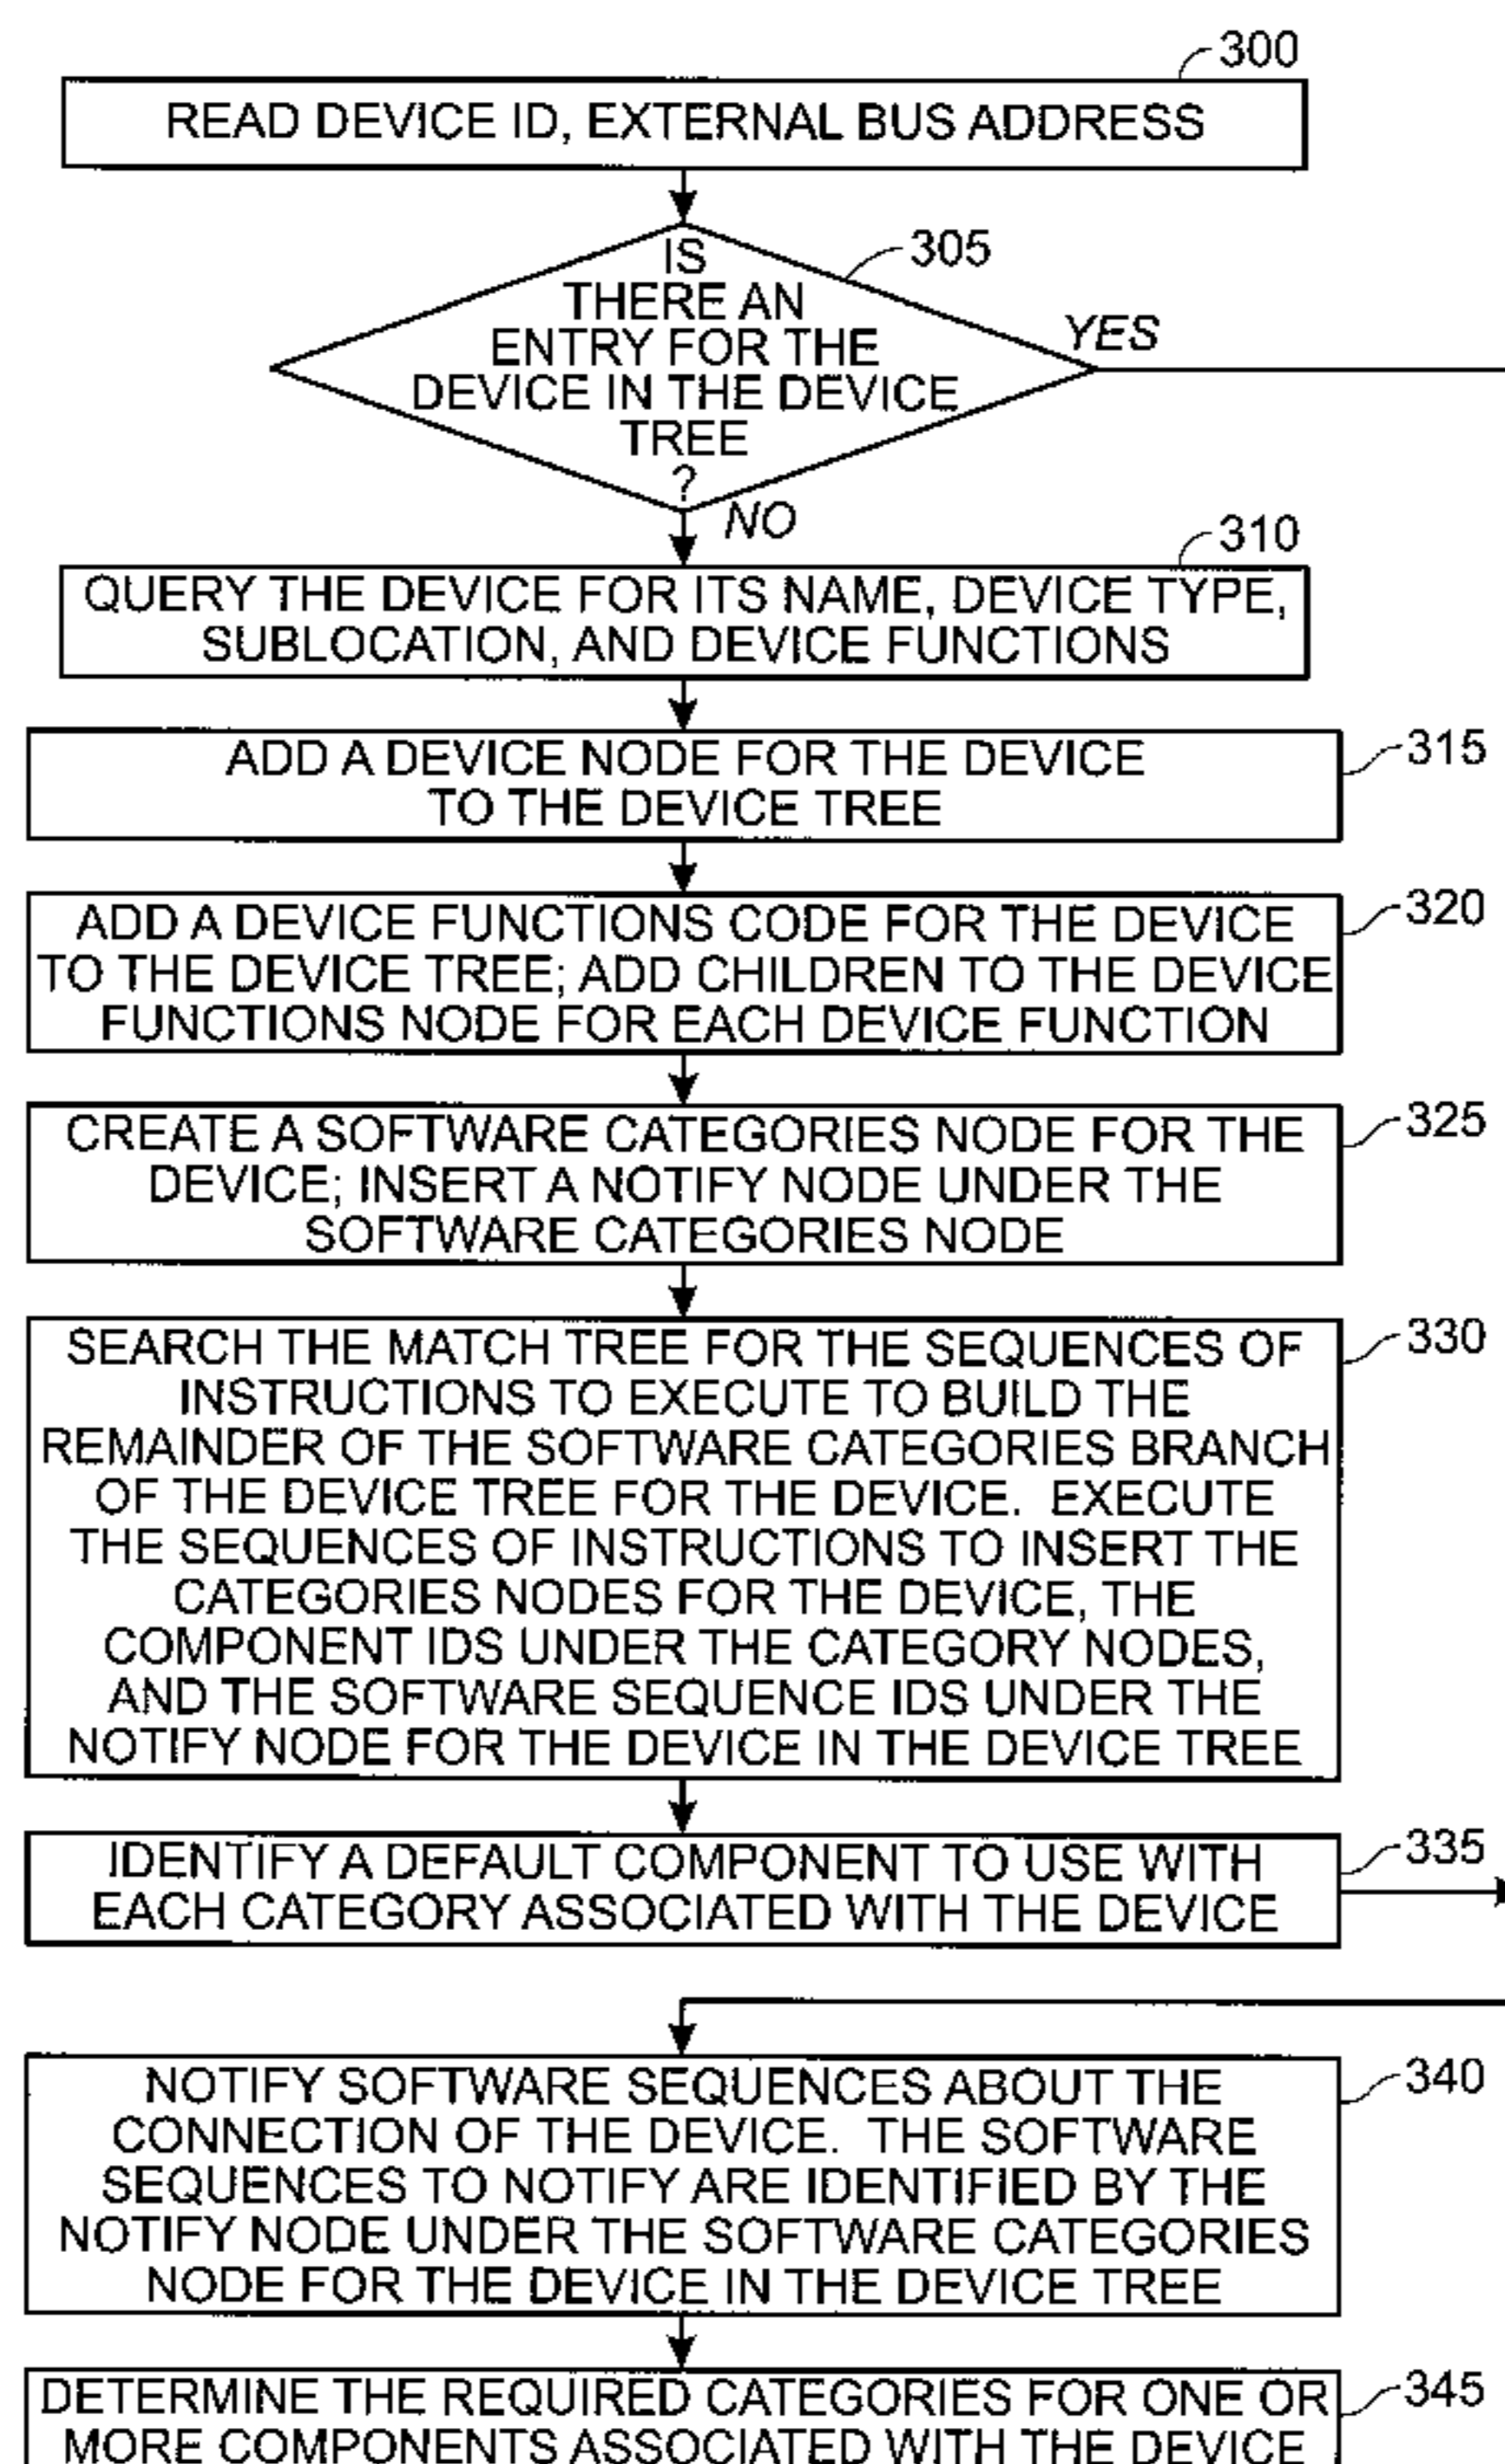 300
READ DEVICE ID, EXTERNAL BUS ADDRESS
305
IS
THERE AN
ENTRY FOR THE
DEVICE IN THE DEVICE
TREE
?
YES
NO
310
QUERY THE DEVICE FOR ITS NAME, DEVICE TYPE,
SUBLOCATION, AND DEVICE FUNCTIONS
315
ADD A DEVICE NODE FOR THE DEVICE
TO THE DEVICE TREE
320
ADD A DEVICE FUNCTIONS CODE FOR THE DEVICE
TO THE DEVICE TREE; ADD CHILDREN TO THE DEVICE
FUNCTIONS NODE FOR EACH DEVICE FUNCTION
325
CREATE A SOFTWARE CATEGORIES NODE FOR THE
DEVICE; INSERT A NOTIFY NODE UNDER THE
SOFTWARE CATEGORIES NODE
330
SEARCH THE MATCH TREE FOR THE SEQUENCES OF
INSTRUCTIONS TO EXECUTE TO BUILD THE
REMAINDER OF THE SOFTWARE CATEGORIES BRANCH
OF THE DEVICE TREE FOR THE DEVICE. EXECUTE
THE SEQUENCES OF INSTRUCTIONS TO INSERT THE
CATEGORIES NODES FOR THE DEVICE, THE
COMPONENT IDS UNDER THE CATEGORY NODES,
AND THE SOFTWARE SEQUENCE IDS UNDER THE
NOTIFY NODE FOR THE DEVICE IN THE DEVICE TREE
335
IDENTIFY A DEFAULT COMPONENT TO USE WITH
EACH CATEGORY ASSOCIATED WITH THE DEVICE
340
NOTIFY SOFTWARE SEQUENCES ABOUT THE
CONNECTION OF THE DEVICE. THE SOFTWARE
SEQUENCES TO NOTIFY ARE IDENTIFIED BY THE
NOTIFY NODE UNDER THE SOFTWARE CATEGORIES
NODE FOR THE DEVICE IN THE DEVICE TREE
345
DETERMINE THE REQUIRED CATEGORIES FOR ONE OR
MORE COMPONENTS ASSOCIATED WITH THE DEVICE